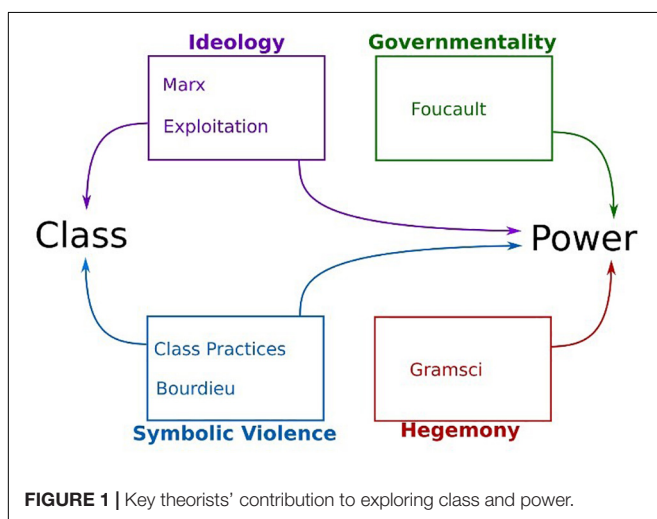 Ideology
Governmentality
Marx
Exploitation
Foucault
Class
Power
Class Practices
Bourdieu
Gramsci
Symbolic Violence
Hegemony
FIGURE 1 | Key theorists' contribution to exploring class and power.